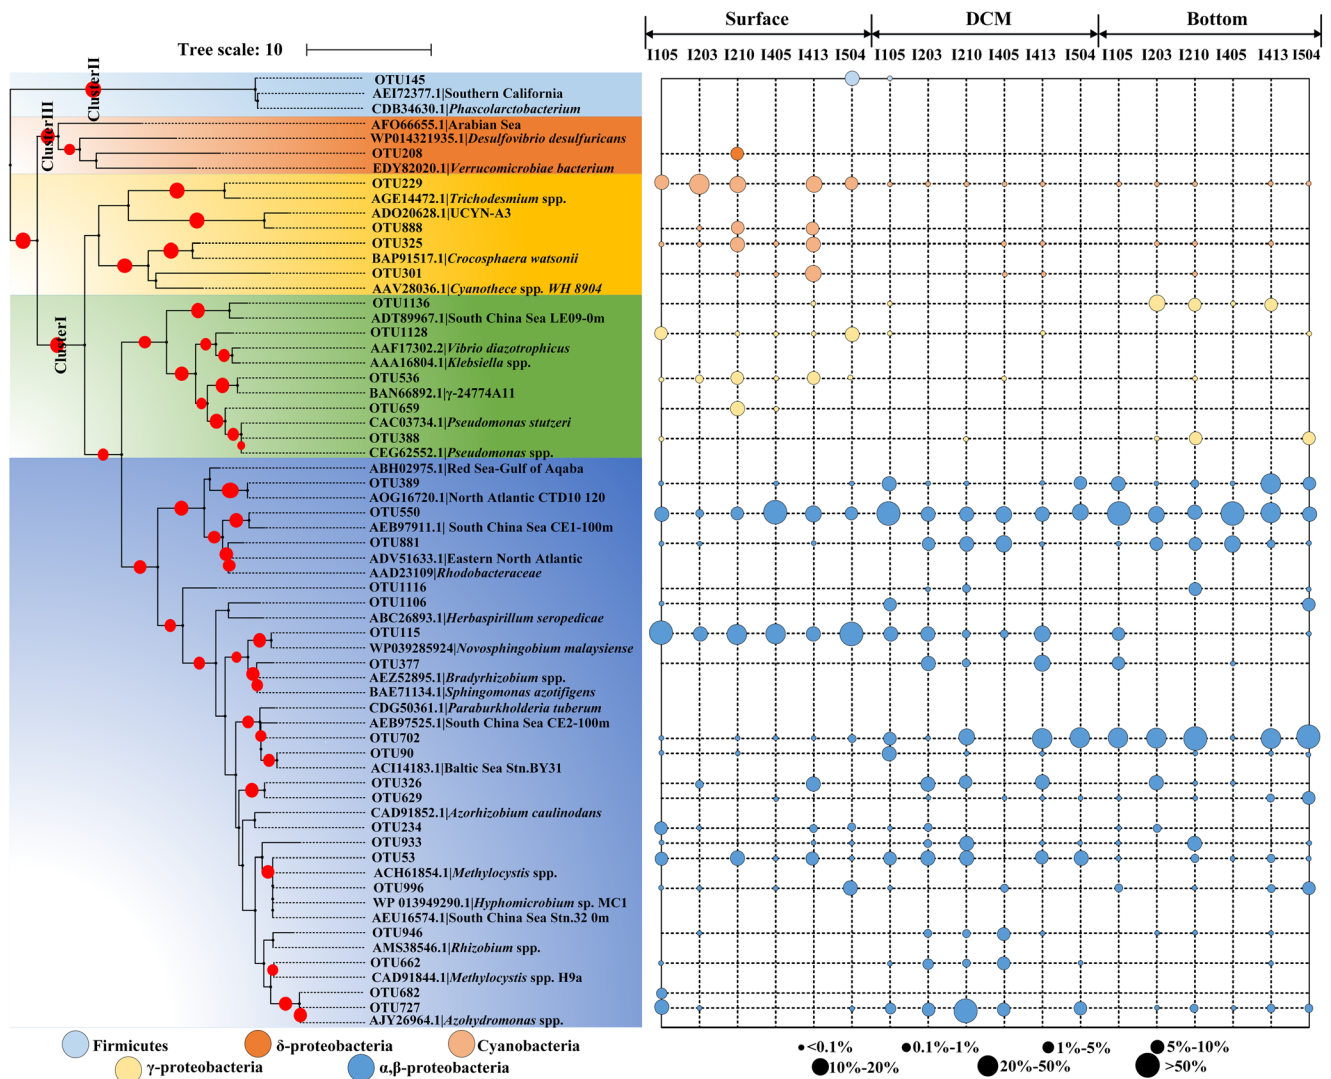 Surface DCM Bottom
Tree scale: 10
I105 I203 I210 I405 I413 I504 I105 I203 I210 I405 I413 I504 I105 I203 I210 I405 I413 I504
ClusterII
ClusterIII
ClusterI
OTU145
AEI72377.1|Southern California
CDB34630.1|Phascolarctobacterium
AFO66655.1|Arabian Sea
WP014321935.1|Desulfovibrio desulfuricans
OTU208
EDY82020.1|Verrucomicrobiae bacterium
OTU229
AGE14472.1|Trichodesmium spp.
ADO20628.1|UCYN-A3
OTU888
OTU325
BAP91517.1|Crocosphaera watsonii
OTU301
AAV28036.1|Cyanothece spp. WH 8904
OTU1136
ADT89967.1|South China Sea LE09-0m
OTU1128
AAF17302.2|Vibrio diazotrophicus
AAA16804.1|Klebsiella spp.
OTU536
BAN66892.1|γ-24774A11
OTU659
CAC03734.1|Pseudomonas stutzeri
OTU388
CEG62552.1|Pseudomonas spp.
ABH02975.1|Red Sea-Gulf of Aqaba
OTU389
AOG16720.1|North Atlantic CTD10 120
OTU550
AEB97911.1| South China Sea CE1-100m
OTU881
ADV51633.1|Eastern North Atlantic
AAD23109|Rhodobacteraceae
OTU1116
OTU1106
ABC26893.1|Herbaspirillum seropedicae
OTU115
WP039285924|Novosphingobium malaysiense
OTU377
AEZ52895.1|Bradyrhizobium spp.
BAE71134.1|Sphingomonas azotifigens
CDG50361.1|Paraburkholderia tuberum
AEB97525.1|South China Sea CE2-100m
OTU702
OTU90
ACI14183.1|Baltic Sea Stn.BY31
OTU326
OTU629
CAD91852.1|Azorhizobium caulinodans
OTU234
OTU933
OTU53
ACH61854.1|Methylocystis spp.
OTU996
WP 013949290.1|Hyphomicrobium sp. MC1
AEU16574.1|South China Sea Stn.32 0m
OTU946
AMS38546.1|Rhizobium spp.
OTU662
CAD91844.1|Methylocystis spp. H9a
OTU682
OTU727
AJY26964.1|Azohydromonas spp.
Firmicutes δ-proteobacteria Cyanobacteria
γ-proteobacteria α,β-proteobacteria
<0.1% 0.1%-1% 1%-5% 5%-10%
10%-20% 20%-50% >50%